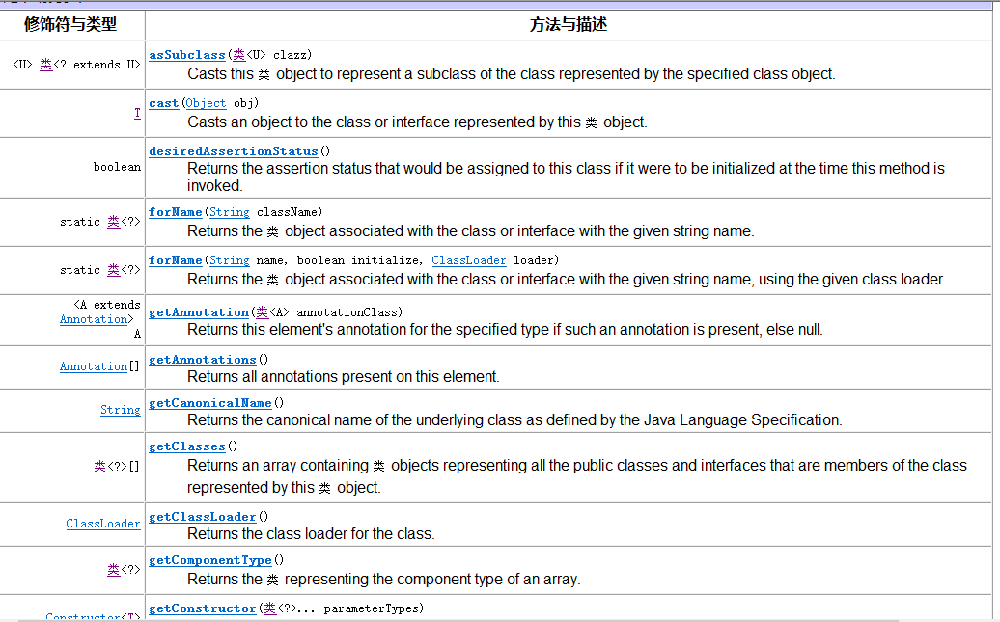 修饰符与类型 方法与描述
<U> 类<? extends U> asSubclass(类<U> clazz)
Casts this 类 object to represent a subclass of the class represented by the specified class object.
T cast(Object obj)
Casts an object to the class or interface represented by this 类 object.
boolean desiredAssertionStatus()
Returns the assertion status that would be assigned to this class if it were to be initialized at the time this method is
invoked.
static 类<?> forName(String className)
Returns the 类 object associated with the class or interface with the given string name.
static 类<?> forName(String name, boolean initialize, ClassLoader loader)
Returns the 类 object associated with the class or interface with the given string name, using the given class loader.
<A extends
Annotation>
A
getAnnotation(类<A> annotationClass)
Returns this element's annotation for the specified type if such an annotation is present, else null.
Annotation[] getAnnotations()
Returns all annotations present on this element.
String getCanonicalName()
Returns the canonical name of the underlying class as defined by the Java Language Specification.
类<?>[] getClasses()
Returns an array containing 类 objects representing all the public classes and interfaces that are members of the class
represented by this 类 object.
ClassLoader getClassLoader()
Returns the class loader for the class.
类<?> getComponentType()
Returns the 类 representing the component type of an array.
Constructor<T> getConstructor(类<?>... parameterTypes)